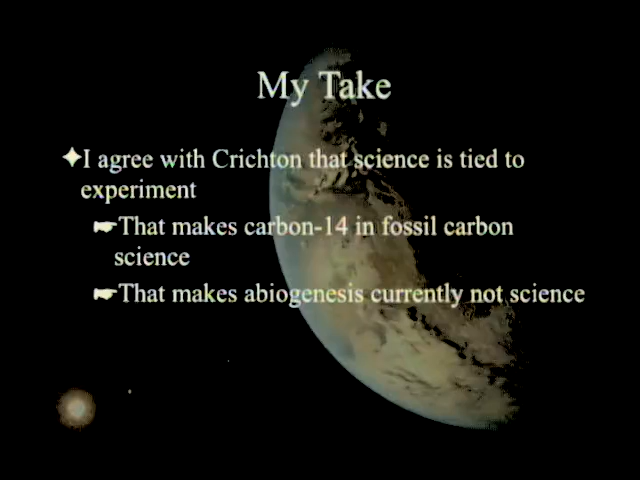 My Take
I agree with Crichton that science is tied to
experiment
That makes carbon-14 in fossil carbon
science
That makes abiogenesis currently not science